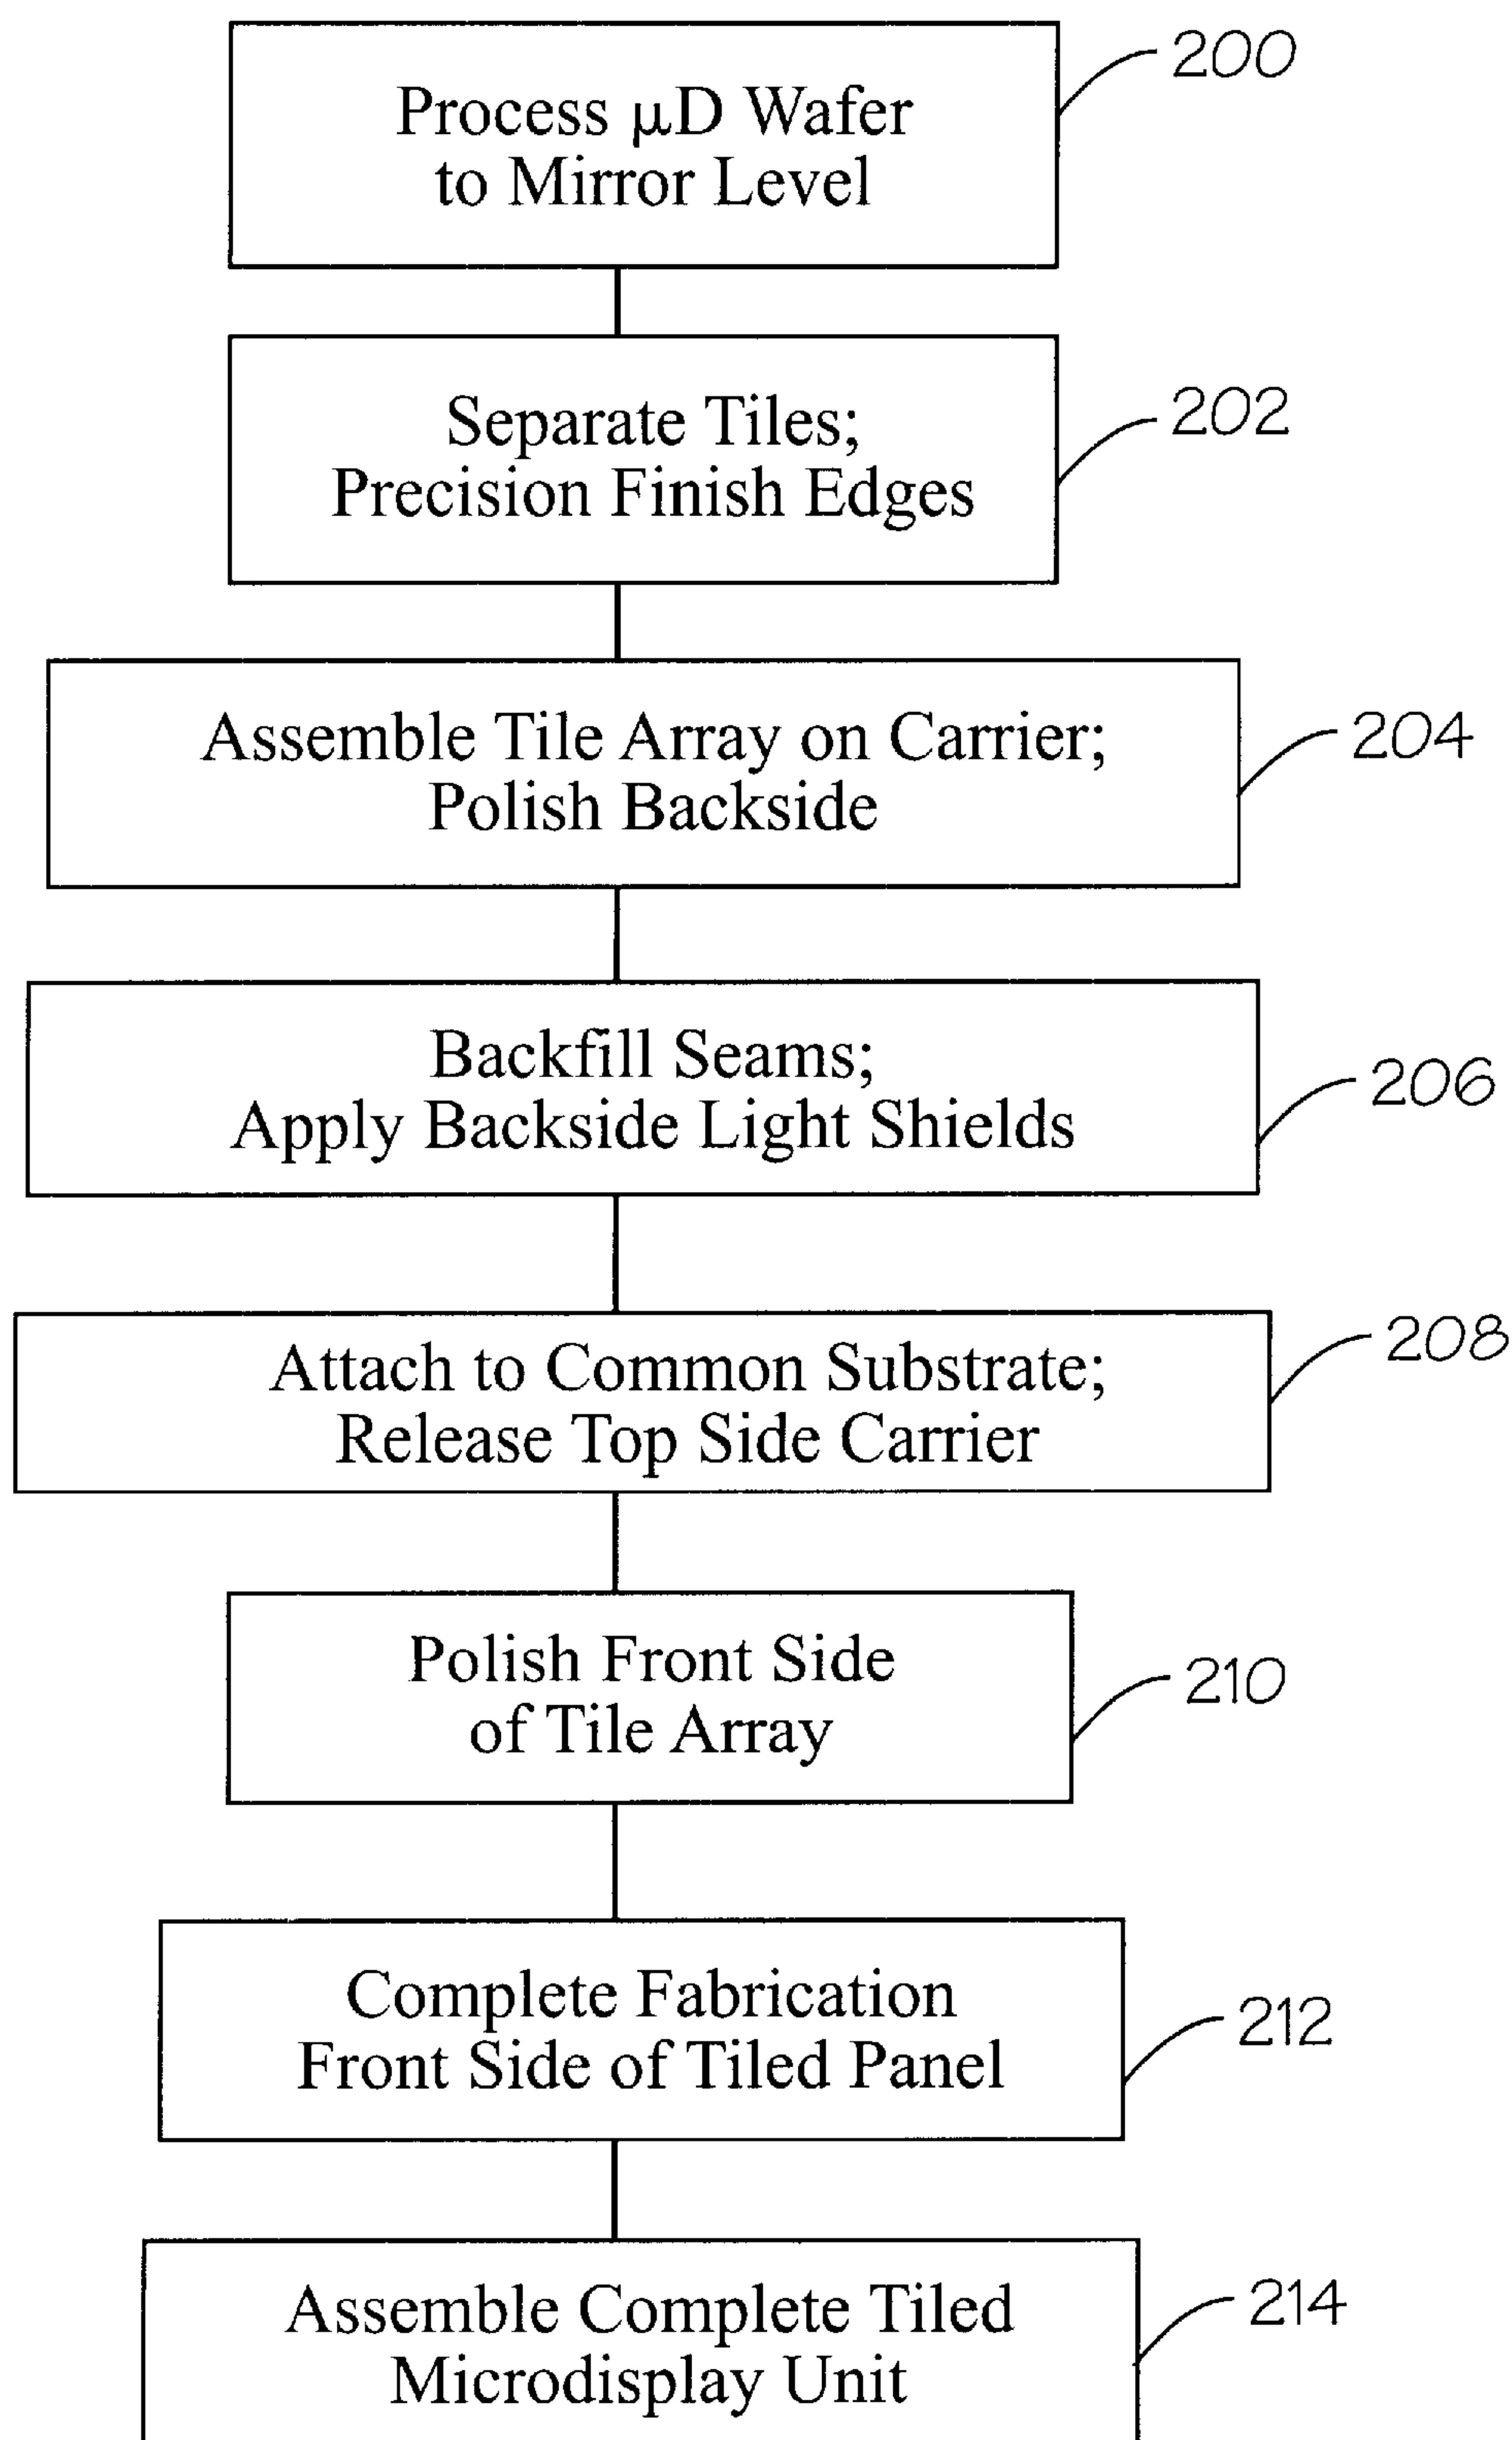 Process µD Wafer
to Mirror Level
200
Separate Tiles;
Precision Finish Edges
202
Assemble Tile Array on Carrier;
Polish Backside
204
Backfill Seams;
Apply Backside Light Shields
206
Attach to Common Substrate;
Release Top Side Carrier
208
Polish Front Side
of Tile Array
210
Complete Fabrication
Front Side of Tiled Panel
212
Assemble Complete Tiled
Microdisplay Unit
214